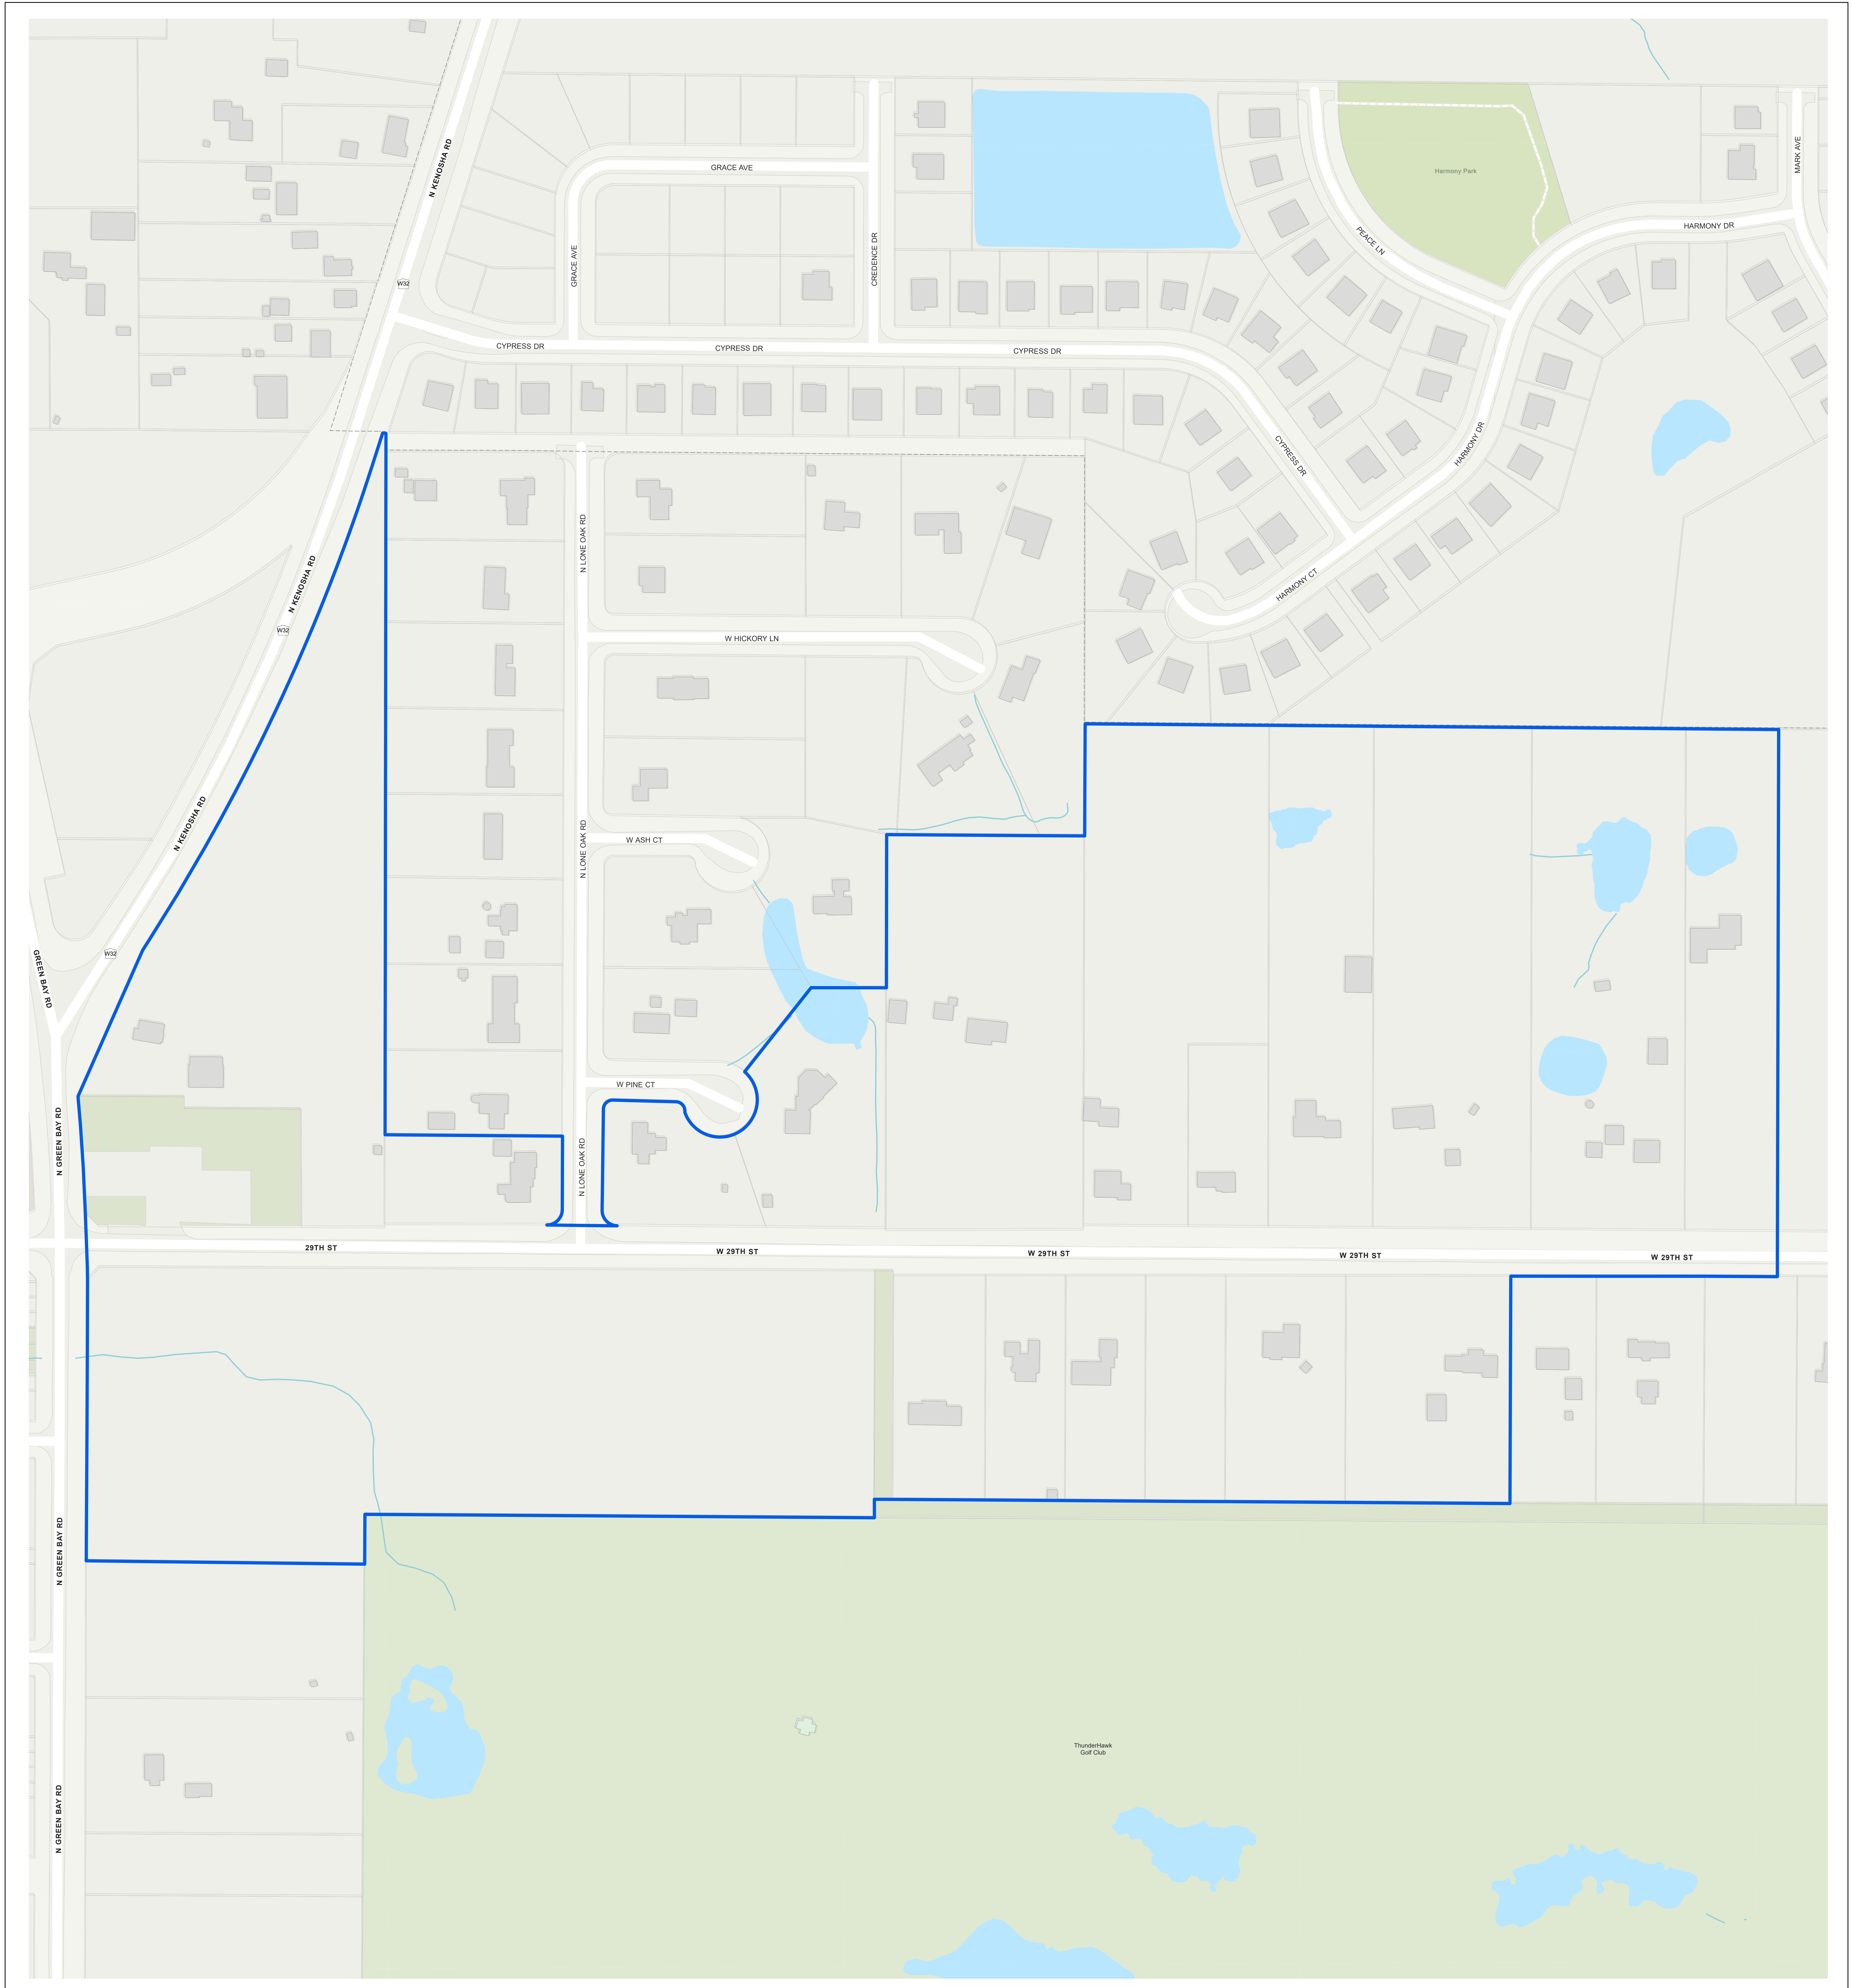 N KENOSHA RD
GRACE AVE
Harmony Park
MARK AVE
HARMONY DR
PEACE LN
CREDENCE DR
GRACE AVE
W32
CYPRESS DR
CYPRESS DR
CYPRESS DR
CYPRESS DR
HARMONY DR
N LONE OAK RD
N KENOSHA RD
HARMONY CT
W32
W HICKORY LN
N KENOSHA RD
W ASH CT
N LONE OAK RD
W32
GREEN BAY RD
W PINE CT
N GREEN BAY RD
N LONE OAK RD
29TH ST
W 29TH ST
W 29TH ST
W 29TH ST
W 29TH ST
N GREEN BAY RD
ThunderHawk
Golf Club
N GREEN BAY RD